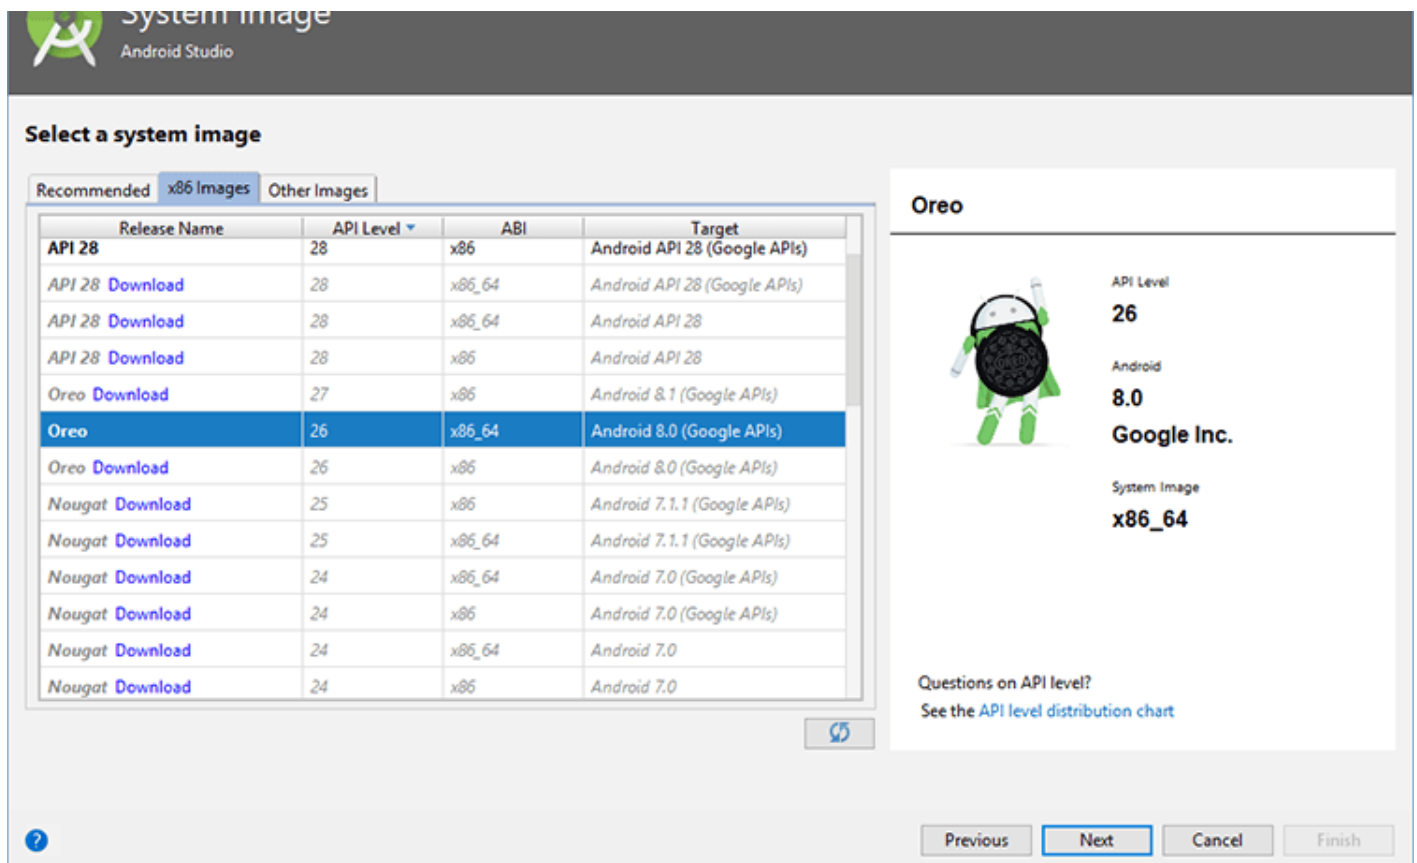 System Image
Android Studio
Select a system image
Recommended x86 Images Other Images
Release Name API Level ABI Target
API 28 28 x86 Android API 28 (Google APIs)
API 28 Download 28 x86_64 Android API 28 (Google APIs)
API 28 Download 28 x86_64 Android API 28
API 28 Download 28 x86 Android API 28
Oreo Download 27 x86 Android 8.1 (Google APIs)
Oreo 26 x86_64 Android 8.0 (Google APIs)
Oreo Download 26 x86 Android 8.0 (Google APIs)
Nougat Download 25 x86 Android 7.1.1 (Google APIs)
Nougat Download 25 x86_64 Android 7.1.1 (Google APIs)
Nougat Download 24 x86_64 Android 7.0 (Google APIs)
Nougat Download 24 x86 Android 7.0 (Google APIs)
Nougat Download 24 x86_64 Android 7.0
Nougat Download 24 x86 Android 7.0
Oreo
API Level
26
Android
8.0
Google Inc.
System Image
x86_64
OREO
Questions on API level?
See the API level distribution chart
?
Previous Next Cancel Finish